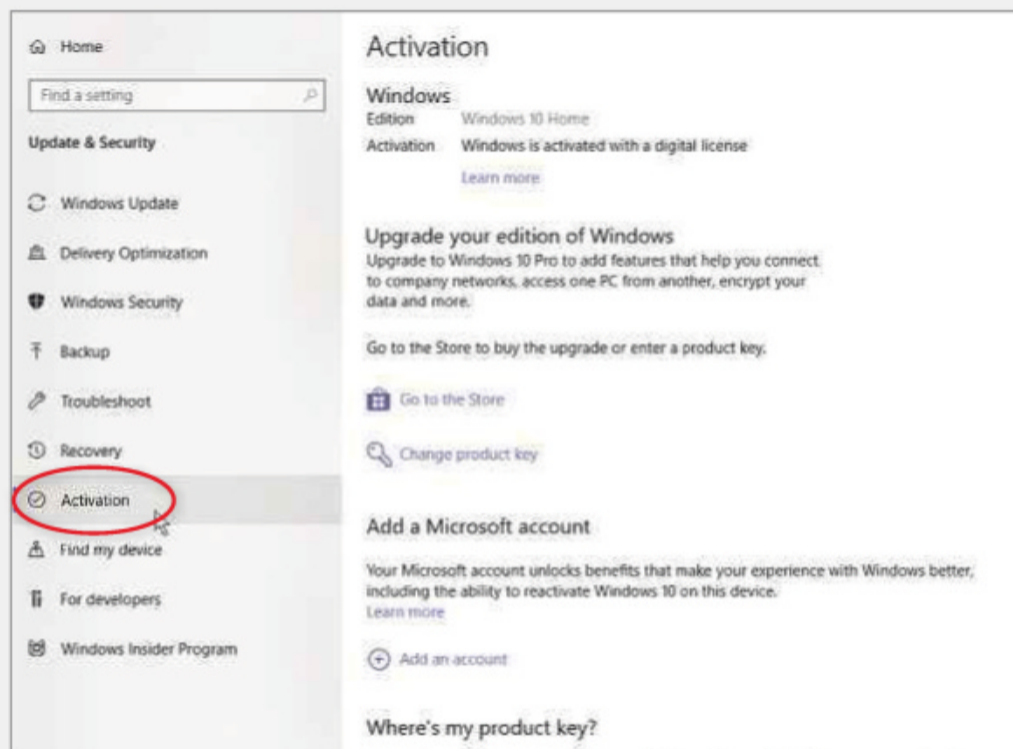 Home
Find a setting
Update & Security
Windows Update
Delivery Optimization
Windows Security
Backup
Troubleshoot
Recovery
Activation
Find my device
For developers
Windows Insider Program
Activation
Windows
Edition Windows 10 Home
Activation Windows is activated with a digital license
Learn more
Upgrade your edition of Windows
Upgrade to Windows 10 Pro to add features that help you connect
to company networks, access one PC from another, encrypt your
data and more.
Go to the Store to buy the upgrade or enter a product key.
Go to the Store
Change product key
Add a Microsoft account
Your Microsoft account unlocks benefits that make your experience with Windows better,
including the ability to reactivate Windows 10 on this device.
Learn more
Add an account
Where's my product key?